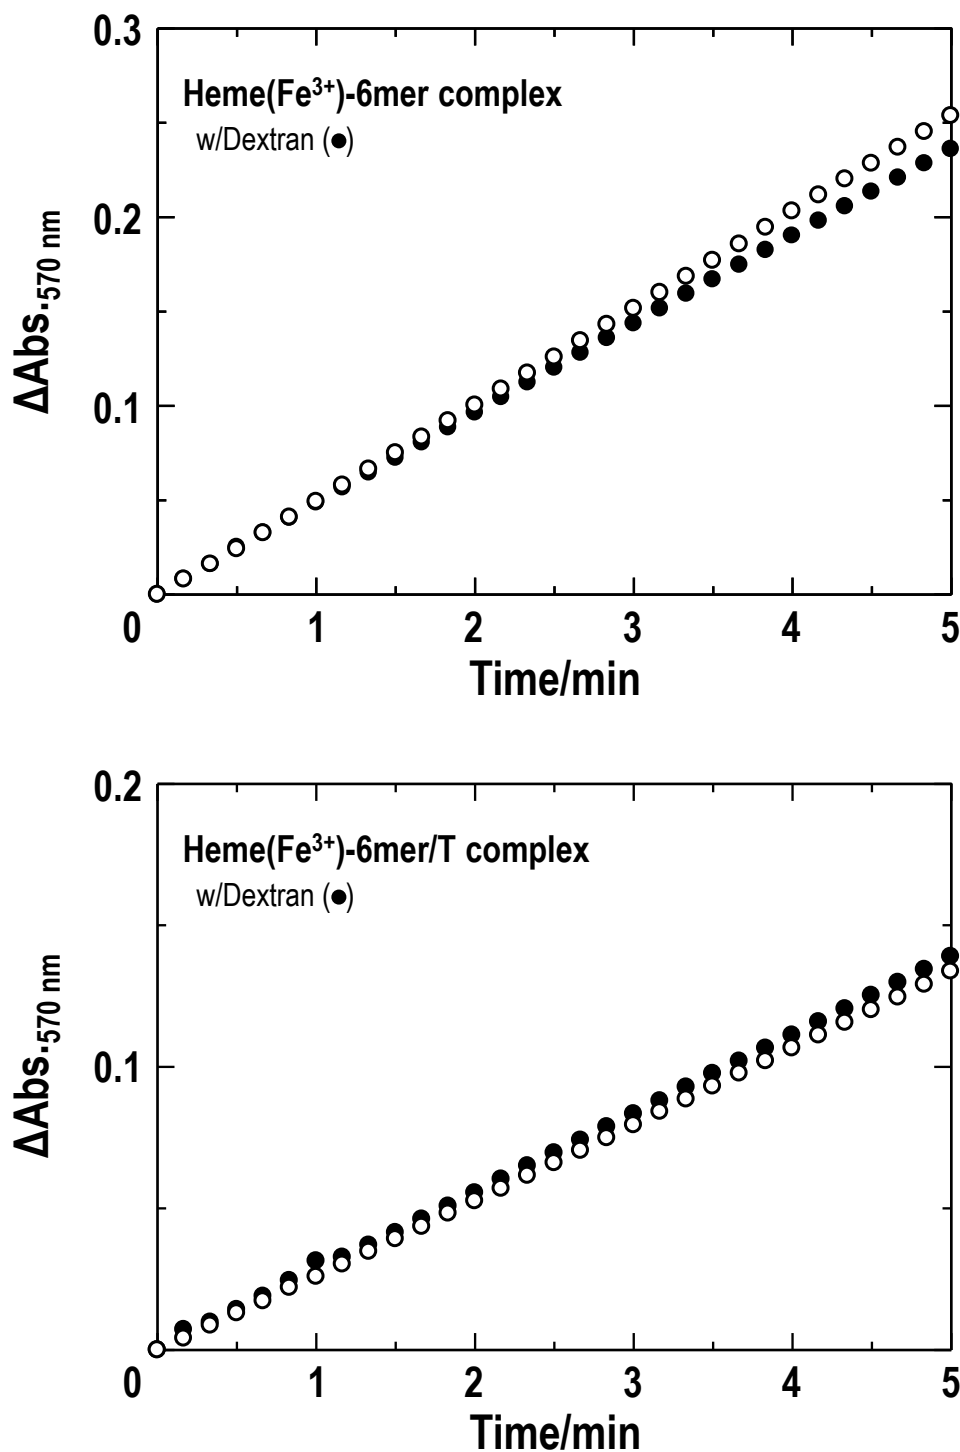 0.3
Heme(Fe³⁺)-6mer complex
w/Dextran (●)
0.2
ΔAbs.₅₇₀ ₙₘ
0.1
0 1 2 3 4 5
Time/min
0.2
Heme(Fe³⁺)-6mer/T complex
w/Dextran (●)
ΔAbs.₅₇₀ ₙₘ
0.1
0 1 2 3 4 5
Time/min